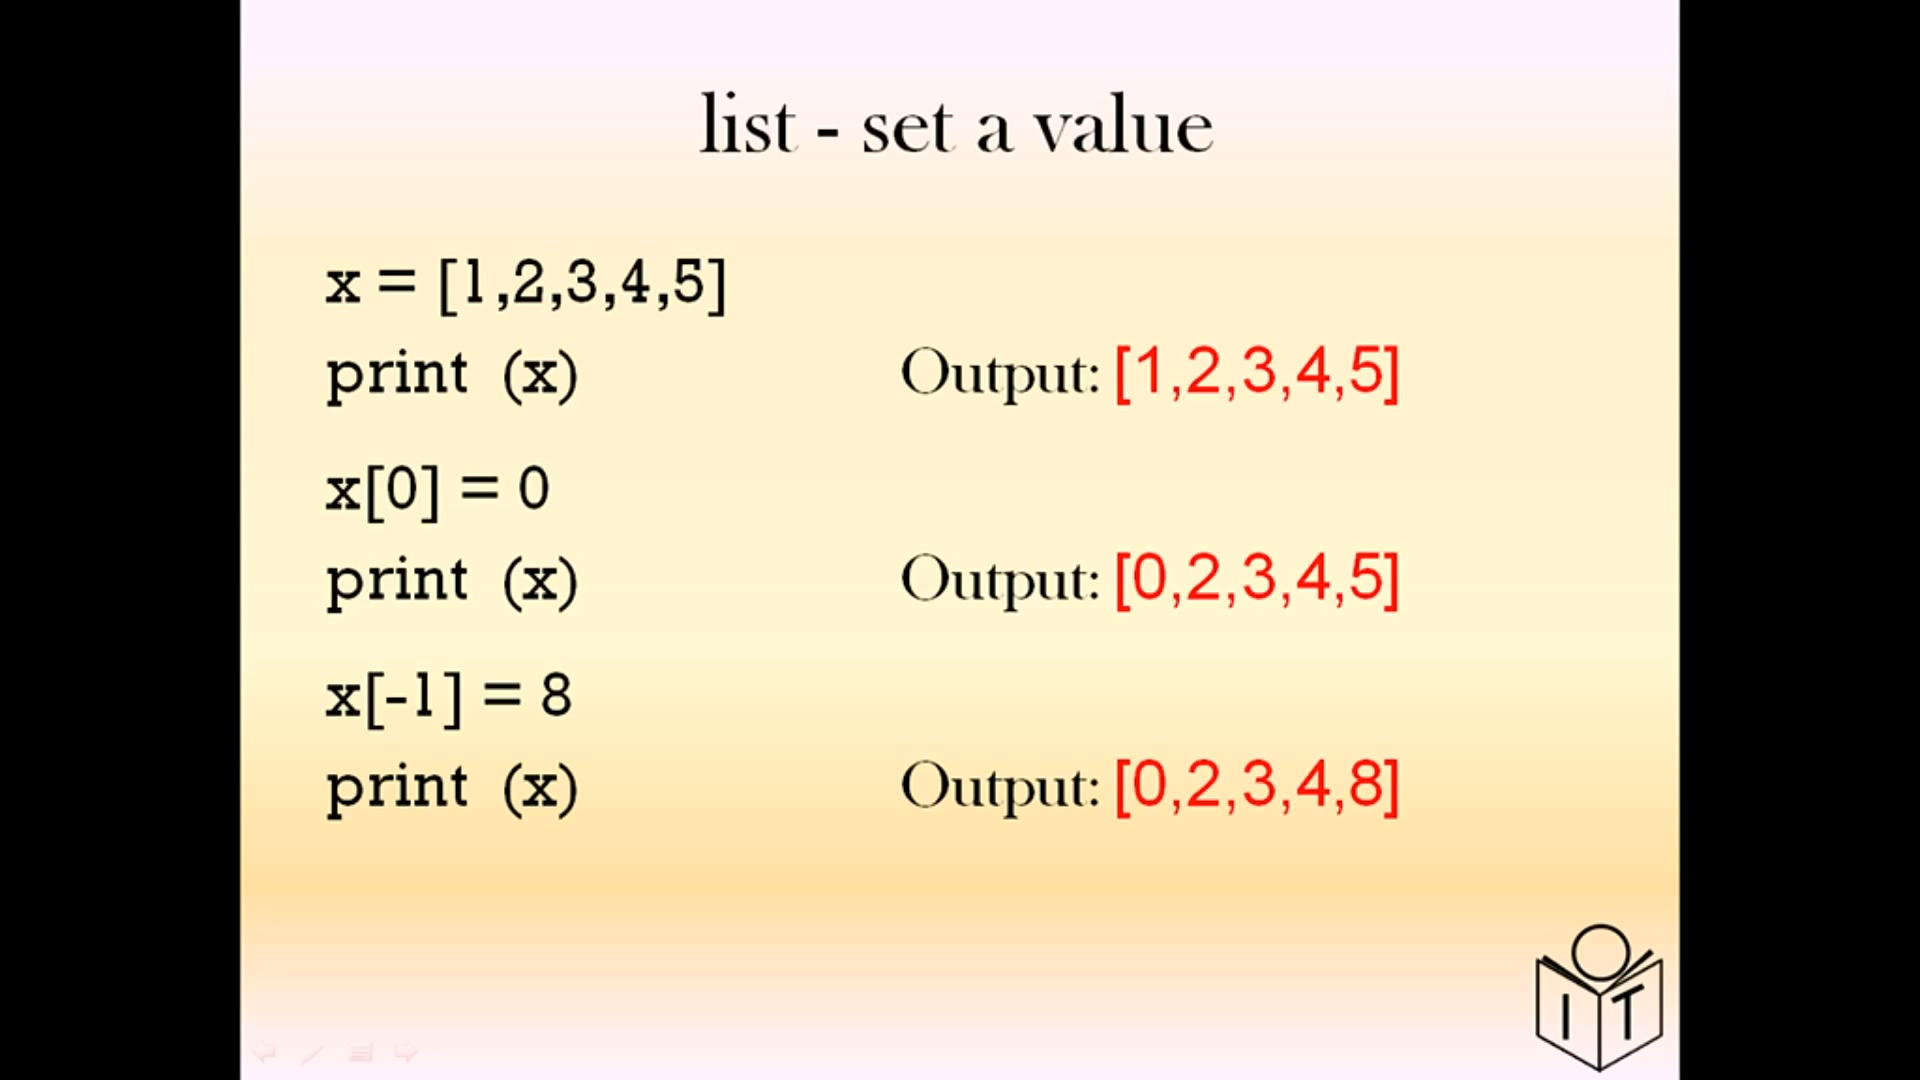 list - set a value
x = [1,2,3,4,5]
print (x) Output: [1,2,3,4,5]
x[0] = 0
print (x) Output: [0,2,3,4,5]
x[-1] = 8
print (x) Output: [0,2,3,4,8]
I T